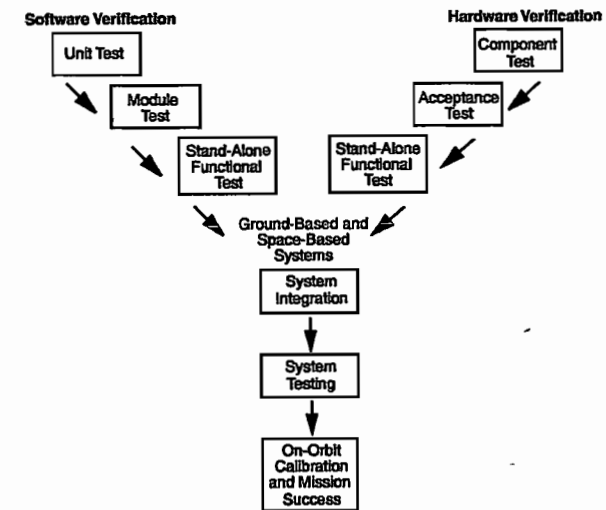 Software Verification
Hardware Verification
Unit Test
Component
Test
Module
Test
Acceptance
Test
Stand-Alone
Functional
Test
Stand-Alone
Functional
Test
Ground-Based and
Space-Based
Systems
System
Integration
System
Testing
On-Orbit
Calibration
and Mission
Success